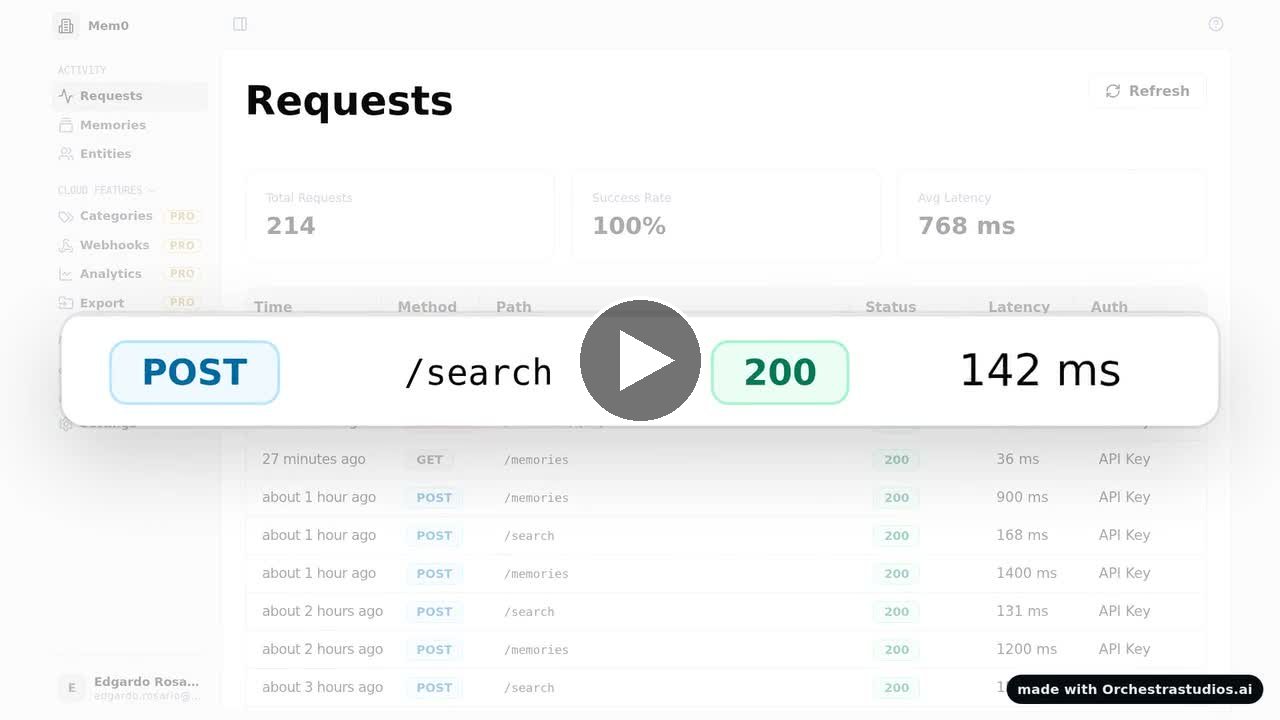 Mem0
ACTIVITY
Requests
Memories
Entities
CLOUD FEATURES
Categories PRO
Webhooks PRO
Analytics PRO
Export PRO
Edgardo Rosa...
edgardo.rosario@...
E
Requests
Refresh
Total Requests
214
Success Rate
100%
Avg Latency
768 ms
Time Method Path Status Latency Auth
POST /search 200 142 ms
27 minutes ago GET /memories 200 36 ms API Key
about 1 hour ago POST /memories 200 900 ms API Key
about 1 hour ago POST /search 200 168 ms API Key
about 1 hour ago POST /memories 200 1400 ms API Key
about 2 hours ago POST /search 200 131 ms API Key
about 2 hours ago POST /memories 200 1200 ms API Key
about 3 hours ago POST /search 200
made with Orchestrastudios.ai